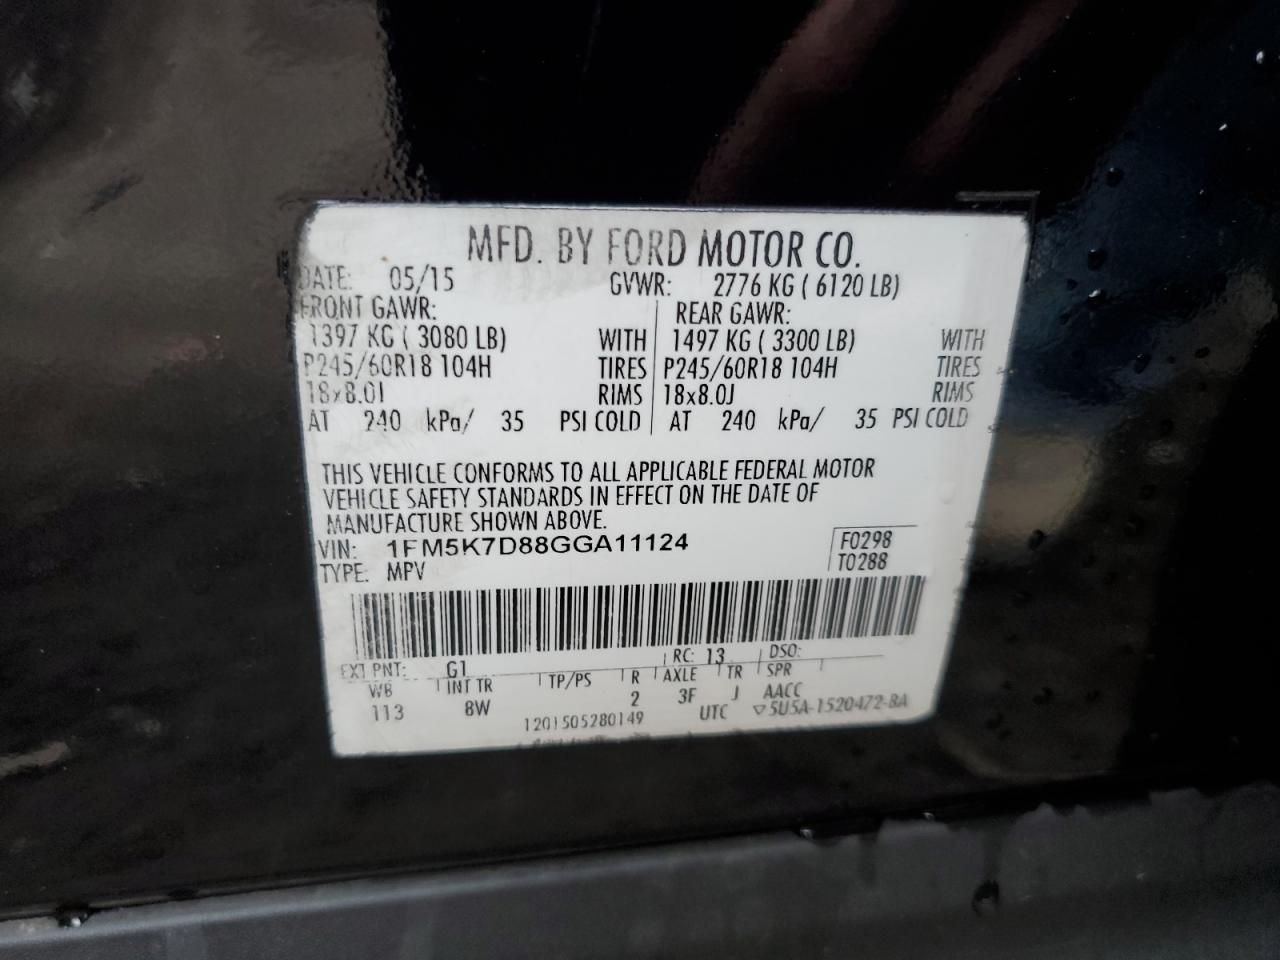 MFD. BY FORD MOTOR CO.
DATE: 05/15 GVWR: 2776 KG ( 6120 LB)
FRONT GAWR: REAR GAWR:
1397 KG ( 3080 LB) WITH 1497 KG ( 3300 LB) WITH
P245/60R18 104H TIRES P245/60R18 104H TIRES
18x8.0J RIMS 18x8.0J RIMS
AT 240 kPa/ 35 PSI COLD AT 240 kPa/ 35 PSI COLD
THIS VEHICLE CONFORMS TO ALL APPLICABLE FEDERAL MOTOR
VEHICLE SAFETY STANDARDS IN EFFECT ON THE DATE OF
MANUFACTURE SHOWN ABOVE.
VIN: 1FM5K7D88GGA11124 F0298
TYPE: MPV T0288
EXT PNT: G1 RC: 13 DSO:
WB INT TR TP/PS R AXLE TR SPR
113 8W 2 3F J AACC
1201505280149 UTC ▽5U5A-1520472-BA